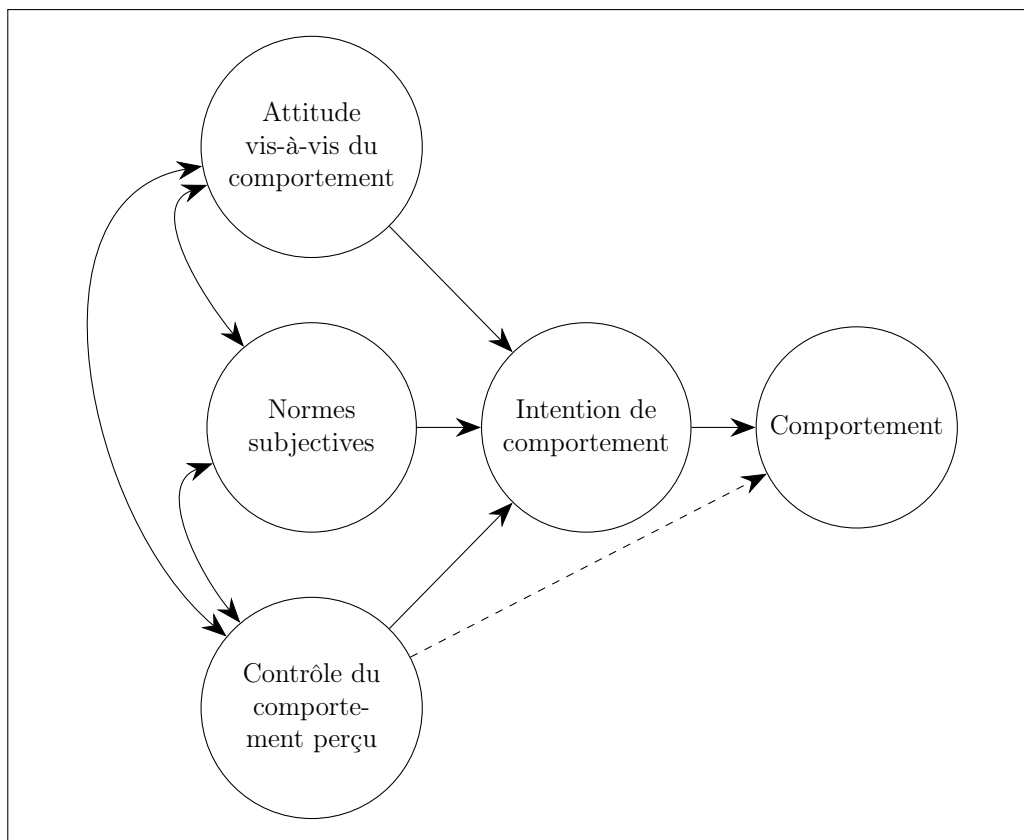 Attitude
vis-à-vis du
comportement
Normes
subjectives
Intention de
comportement
Comportement
Contrôle du
comporte-
ment perçu